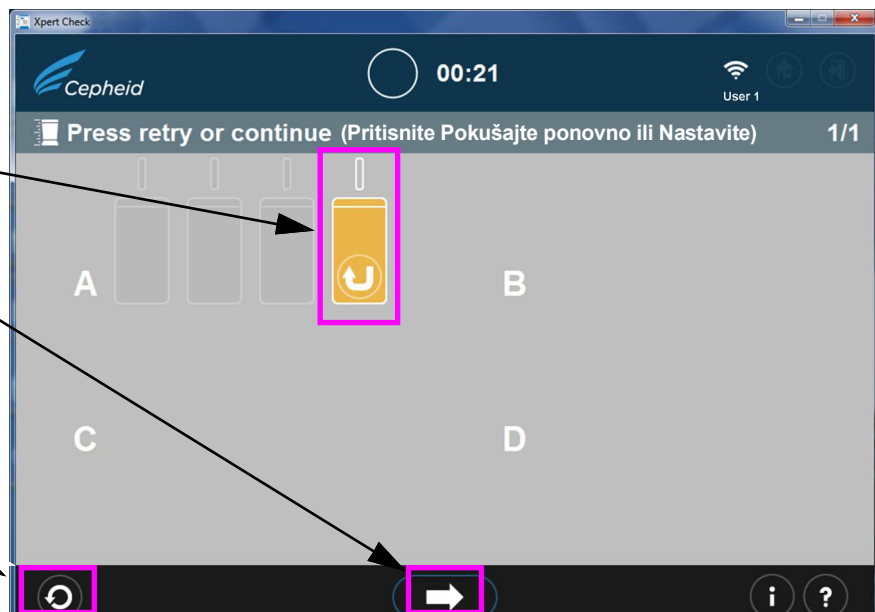 Xpert Check
Cepheid
00:21
User 1
Press retry or continue (Pritisnite Pokušajte ponovno ili Nastavite)
1/1
A
B
C
D
i
?